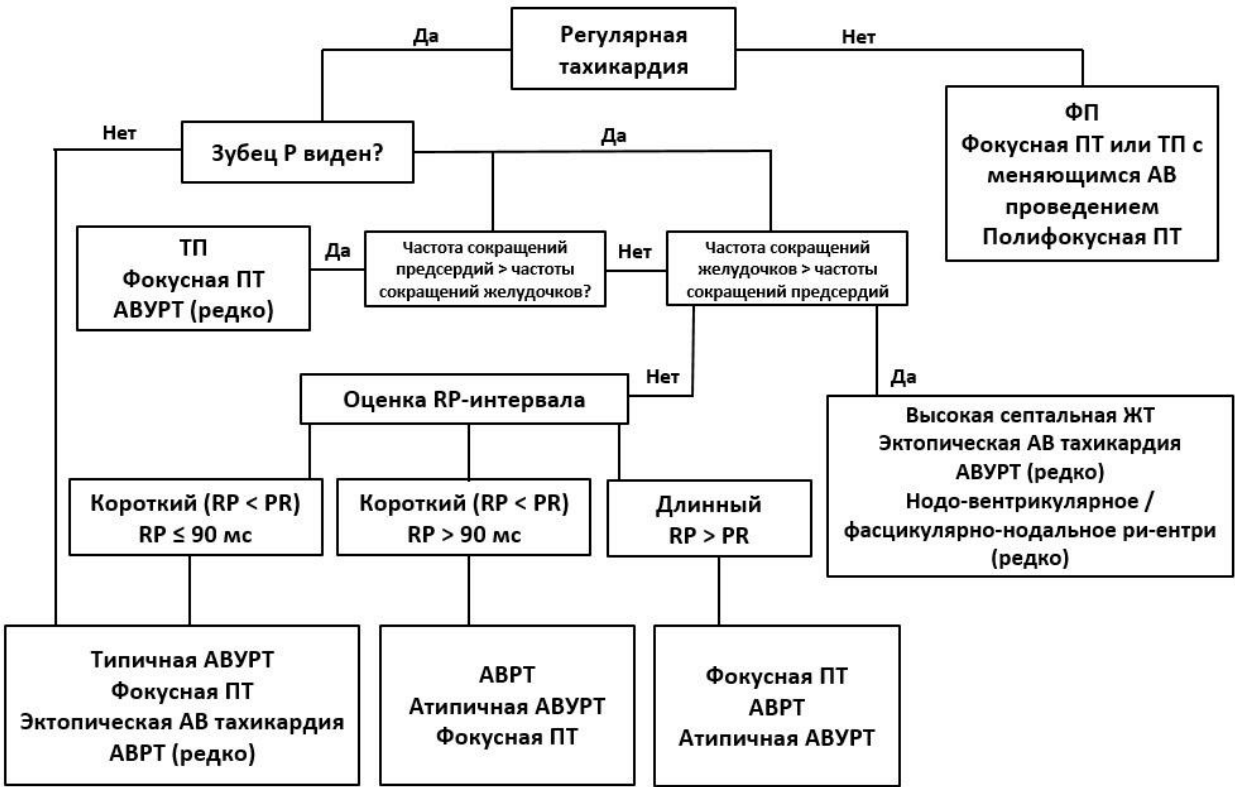 Регулярная
тахикардия
Да
Нет
ФП
Фокусная ПТ или ТП с
меняющимся АВ
проведением
Полифокусная ПТ
Зубец Р виден?
Нет
Да
ТП
Фокусная ПТ
АВУРТ (редко)
Да
Частота сокращений
предсердий > частоты
сокращений желудочков?
Нет
Частота сокращений
желудочков > частоты
сокращений предсердий
Нет
Да
Оценка RP-интервала
Высокая септальная ЖТ
Эктопическая АВ тахикардия
АВУРТ (редко)
Нодо-вентрикулярное /
фасцикулярно-нодальное ри-ентри
(редко)
Короткий (RP < PR)
RP ≤ 90 мс
Короткий (RP < PR)
RP > 90 мс
Длинный
RP > PR
Типичная АВУРТ
Фокусная ПТ
Эктопическая АВ тахикардия
АВРТ (редко)
АВРТ
Атипичная АВУРТ
Фокусная ПТ
Фокусная ПТ
АВРТ
Атипичная АВУРТ